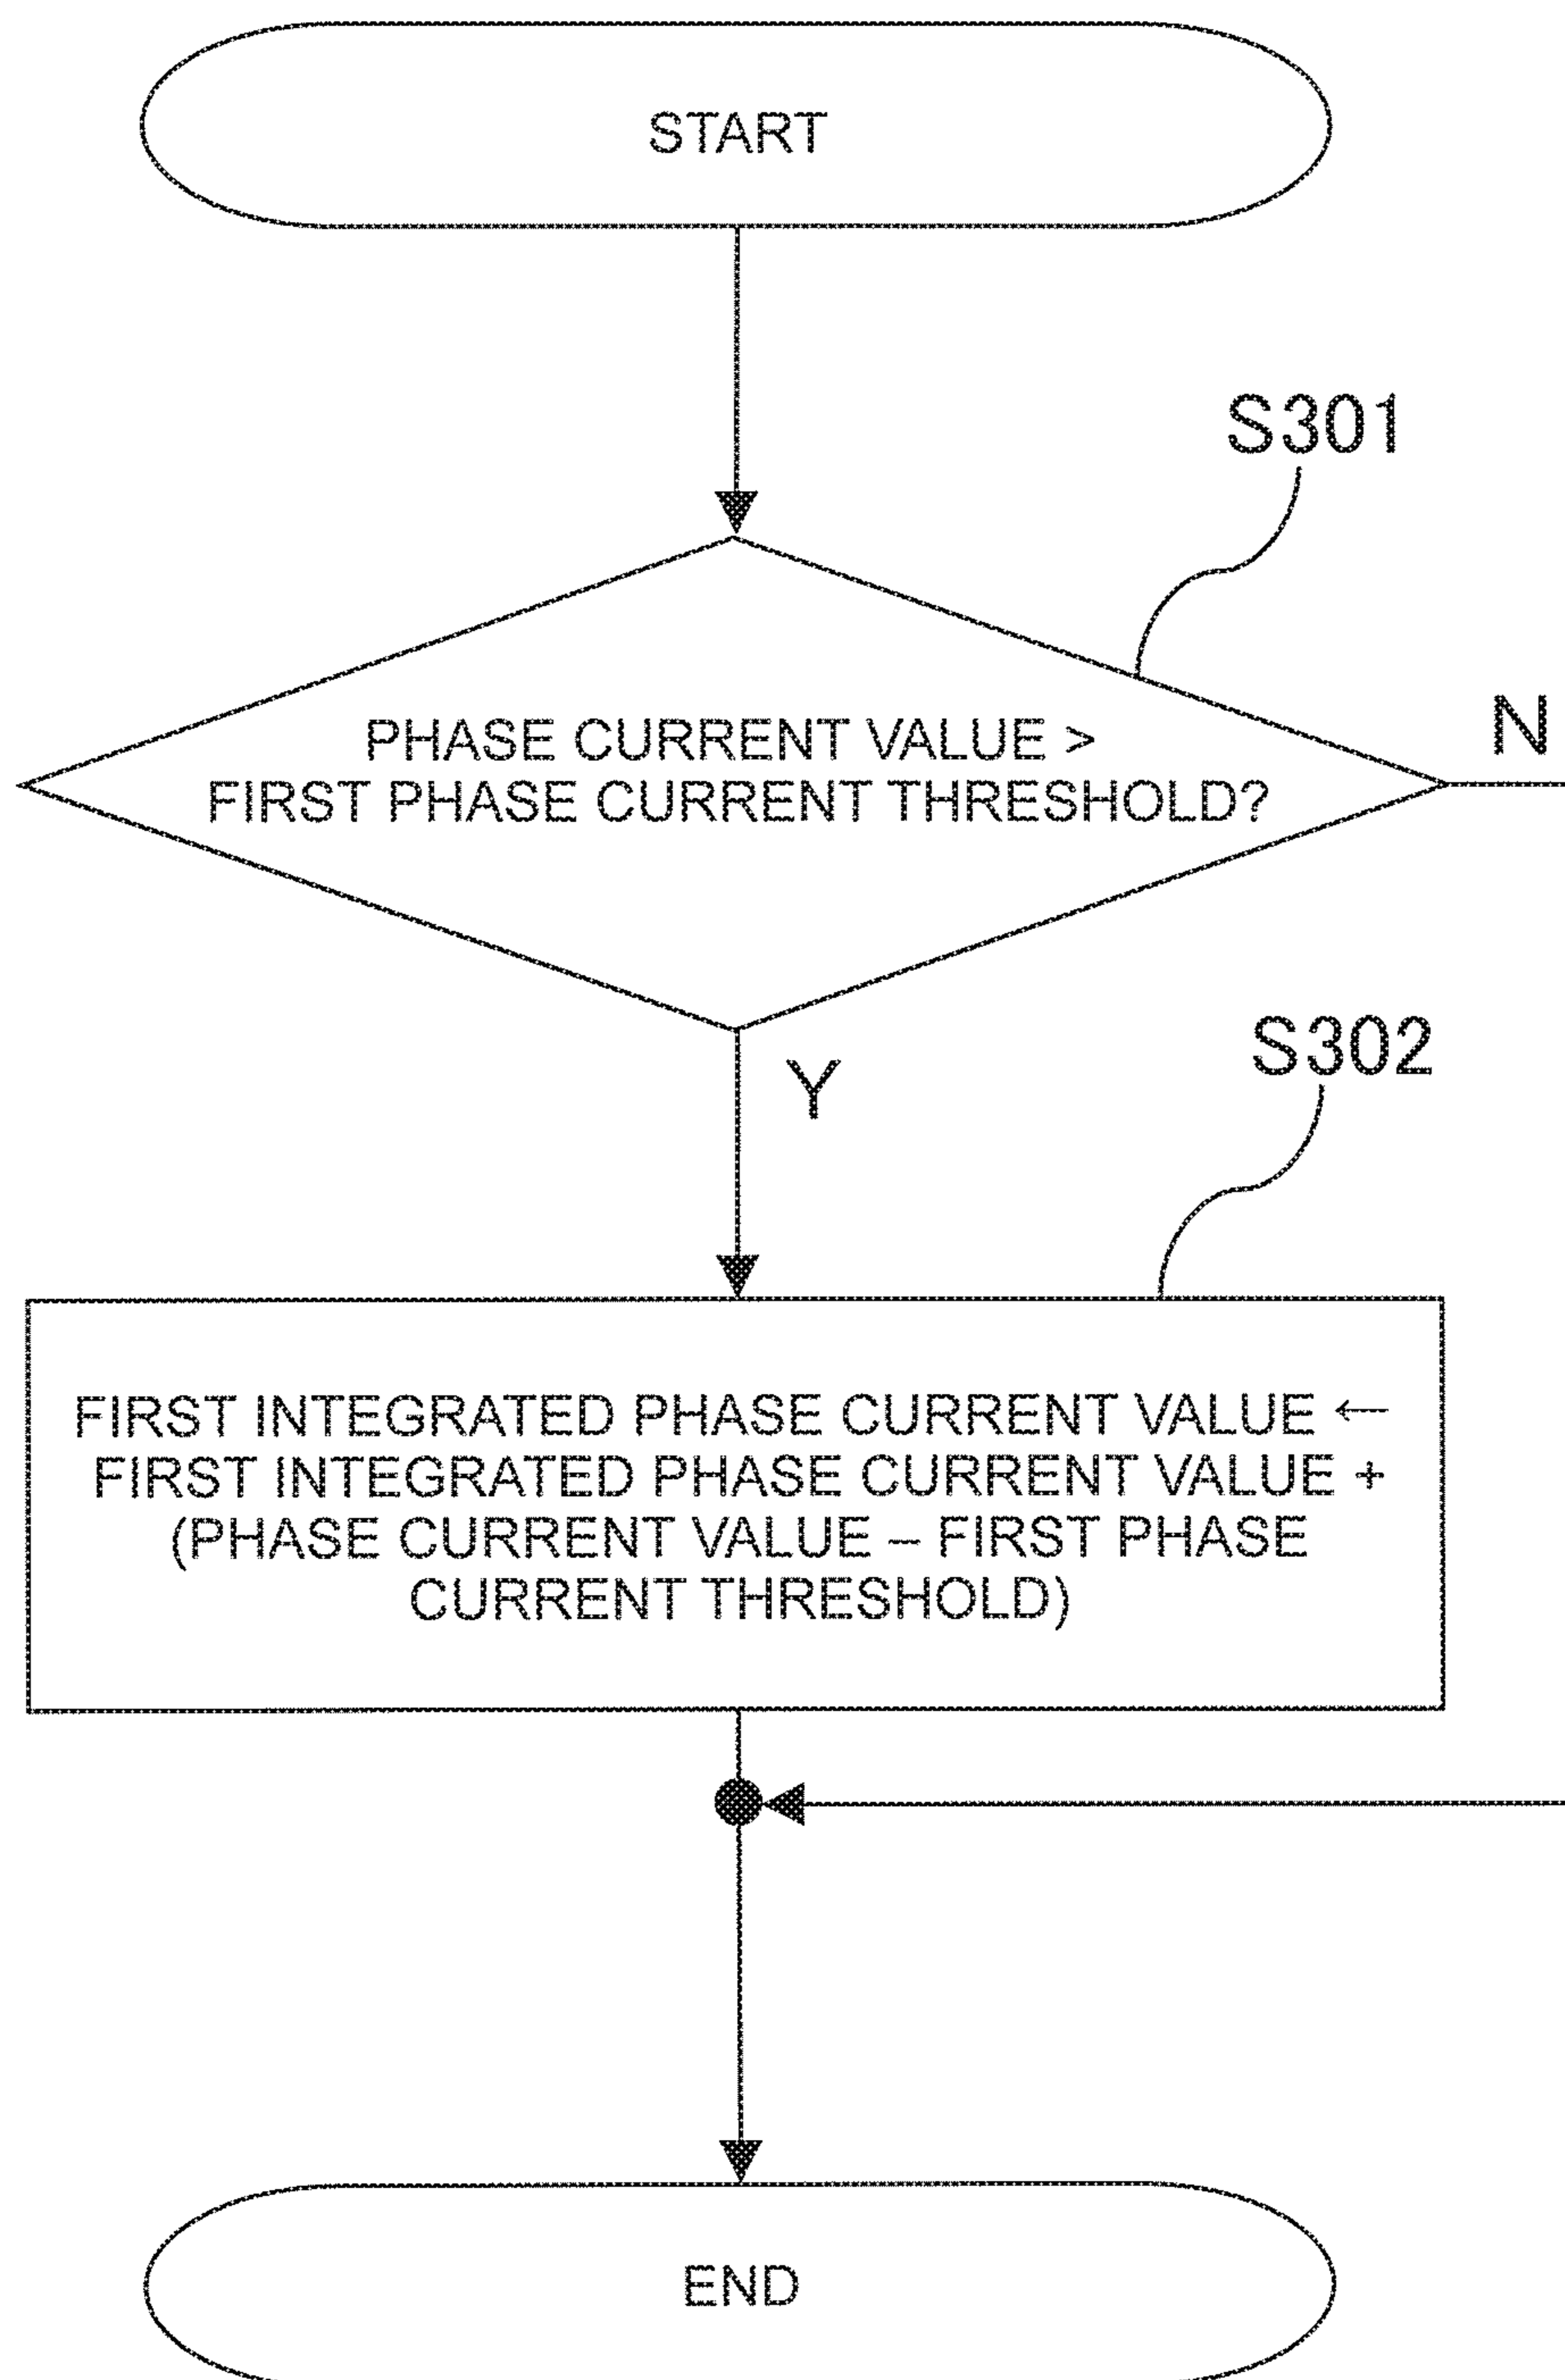 START
S301
PHASE CURRENT VALUE >
FIRST PHASE CURRENT THRESHOLD?
N
Y
S302
FIRST INTEGRATED PHASE CURRENT VALUE ←
FIRST INTEGRATED PHASE CURRENT VALUE +
(PHASE CURRENT VALUE – FIRST PHASE
CURRENT THRESHOLD)
END